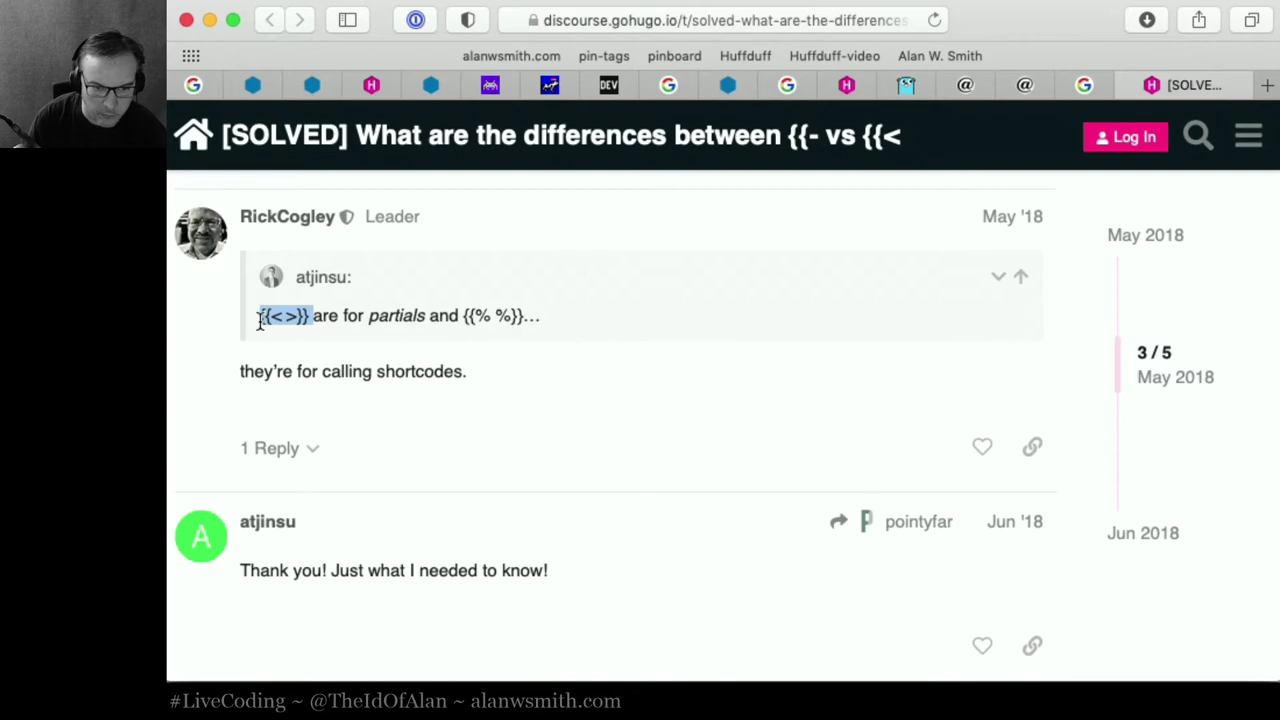 discourse.gohugo.io/t/solved-what-are-the-differences
alanwsmith.com pin-tags pinboard Huffduff Huffduff-video Alan W. Smith
DEV
[SOLVE...
[SOLVED] What are the differences between {{- vs {{<
Log In
RickCogley Leader May '18
atjinsu:
{{< >}} are for partials and {{% %}}...
they're for calling shortcodes.
1 Reply
atjinsu pointyfar Jun '18
A
Thank you! Just what I needed to know!
May 2018
3 / 5
May 2018
Jun 2018
#LiveCoding ~ @TheIdOfAlan ~ alanwsmith.com